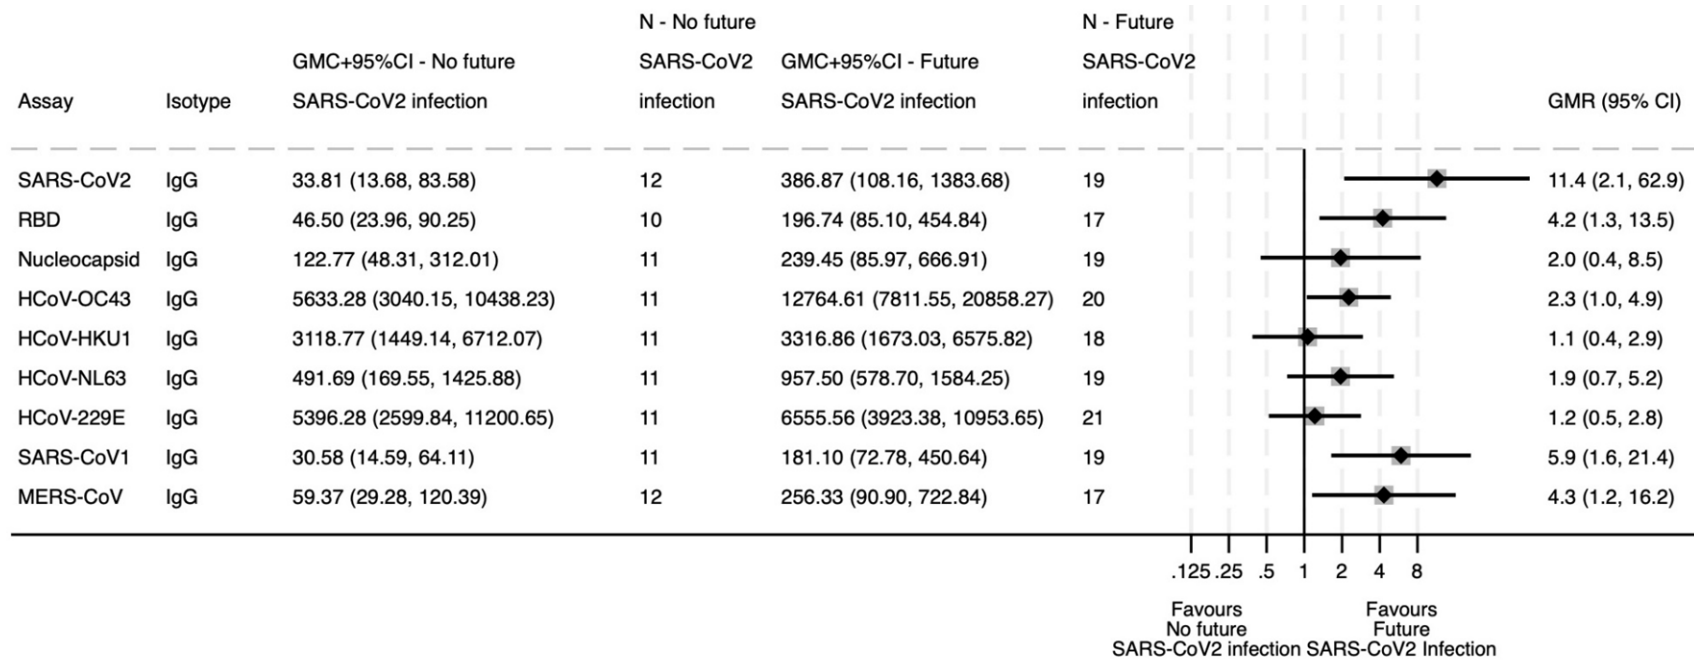 N - No future N - Future
GMC+95%CI - No future SARS-CoV2 GMC+95%CI - Future SARS-CoV2
Assay Isotype SARS-CoV2 infection infection SARS-CoV2 infection infection GMR (95% CI)
SARS-CoV2 IgG 33.81 (13.68, 83.58) 12 386.87 (108.16, 1383.68) 19 11.4 (2.1, 62.9)
RBD IgG 46.50 (23.96, 90.25) 10 196.74 (85.10, 454.84) 17 4.2 (1.3, 13.5)
Nucleocapsid IgG 122.77 (48.31, 312.01) 11 239.45 (85.97, 666.91) 19 2.0 (0.4, 8.5)
HCoV-OC43 IgG 5633.28 (3040.15, 10438.23) 11 12764.61 (7811.55, 20858.27) 20 2.3 (1.0, 4.9)
HCoV-HKU1 IgG 3118.77 (1449.14, 6712.07) 11 3316.86 (1673.03, 6575.82) 18 1.1 (0.4, 2.9)
HCoV-NL63 IgG 491.69 (169.55, 1425.88) 11 957.50 (578.70, 1584.25) 19 1.9 (0.7, 5.2)
HCoV-229E IgG 5396.28 (2599.84, 11200.65) 11 6555.56 (3923.38, 10953.65) 21 1.2 (0.5, 2.8)
SARS-CoV1 IgG 30.58 (14.59, 64.11) 11 181.10 (72.78, 450.64) 19 5.9 (1.6, 21.4)
MERS-CoV IgG 59.37 (29.28, 120.39) 12 256.33 (90.90, 722.84) 17 4.3 (1.2, 16.2)
.125 .25 .5 1 2 4 8
Favours Favours
No future Future
SARS-CoV2 infection SARS-CoV2 Infection